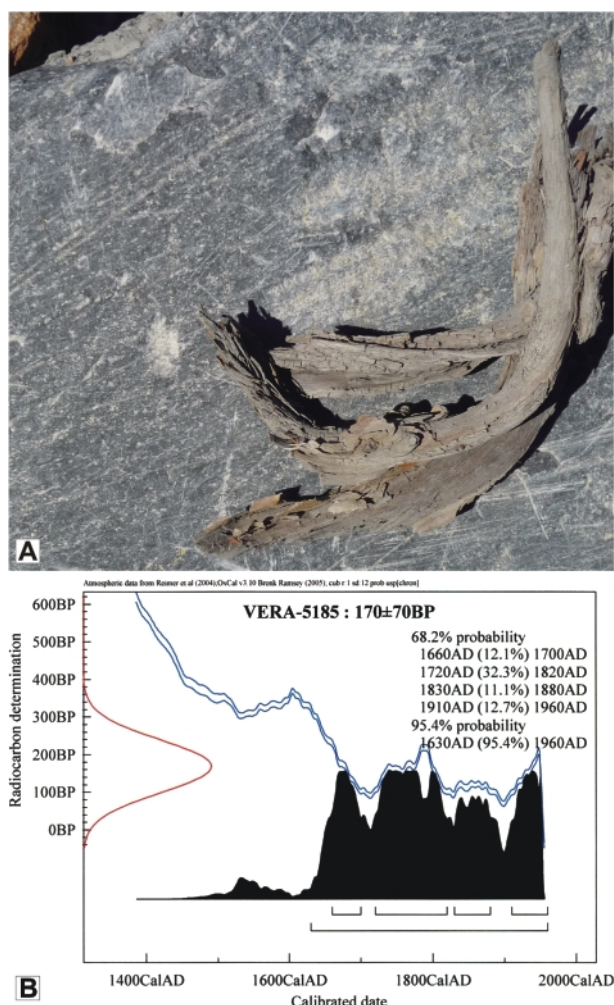 A
Atmospheric data from Reimer et al (2004);OxCal v3.10 Bronk Ramsey (2005); cub r:1 sd:12 prob usp[chron]
VERA-5185 : 170±70BP
68.2% probability
1660AD (12.1%) 1700AD
1720AD (32.3%) 1820AD
1830AD (11.1%) 1880AD
1910AD (12.7%) 1960AD
95.4% probability
1630AD (95.4%) 1960AD
Radiocarbon determination
600BP
500BP
400BP
300BP
200BP
100BP
0BP
1400CalAD
1600CalAD
1800CalAD
2000CalAD
Calibrated date
B